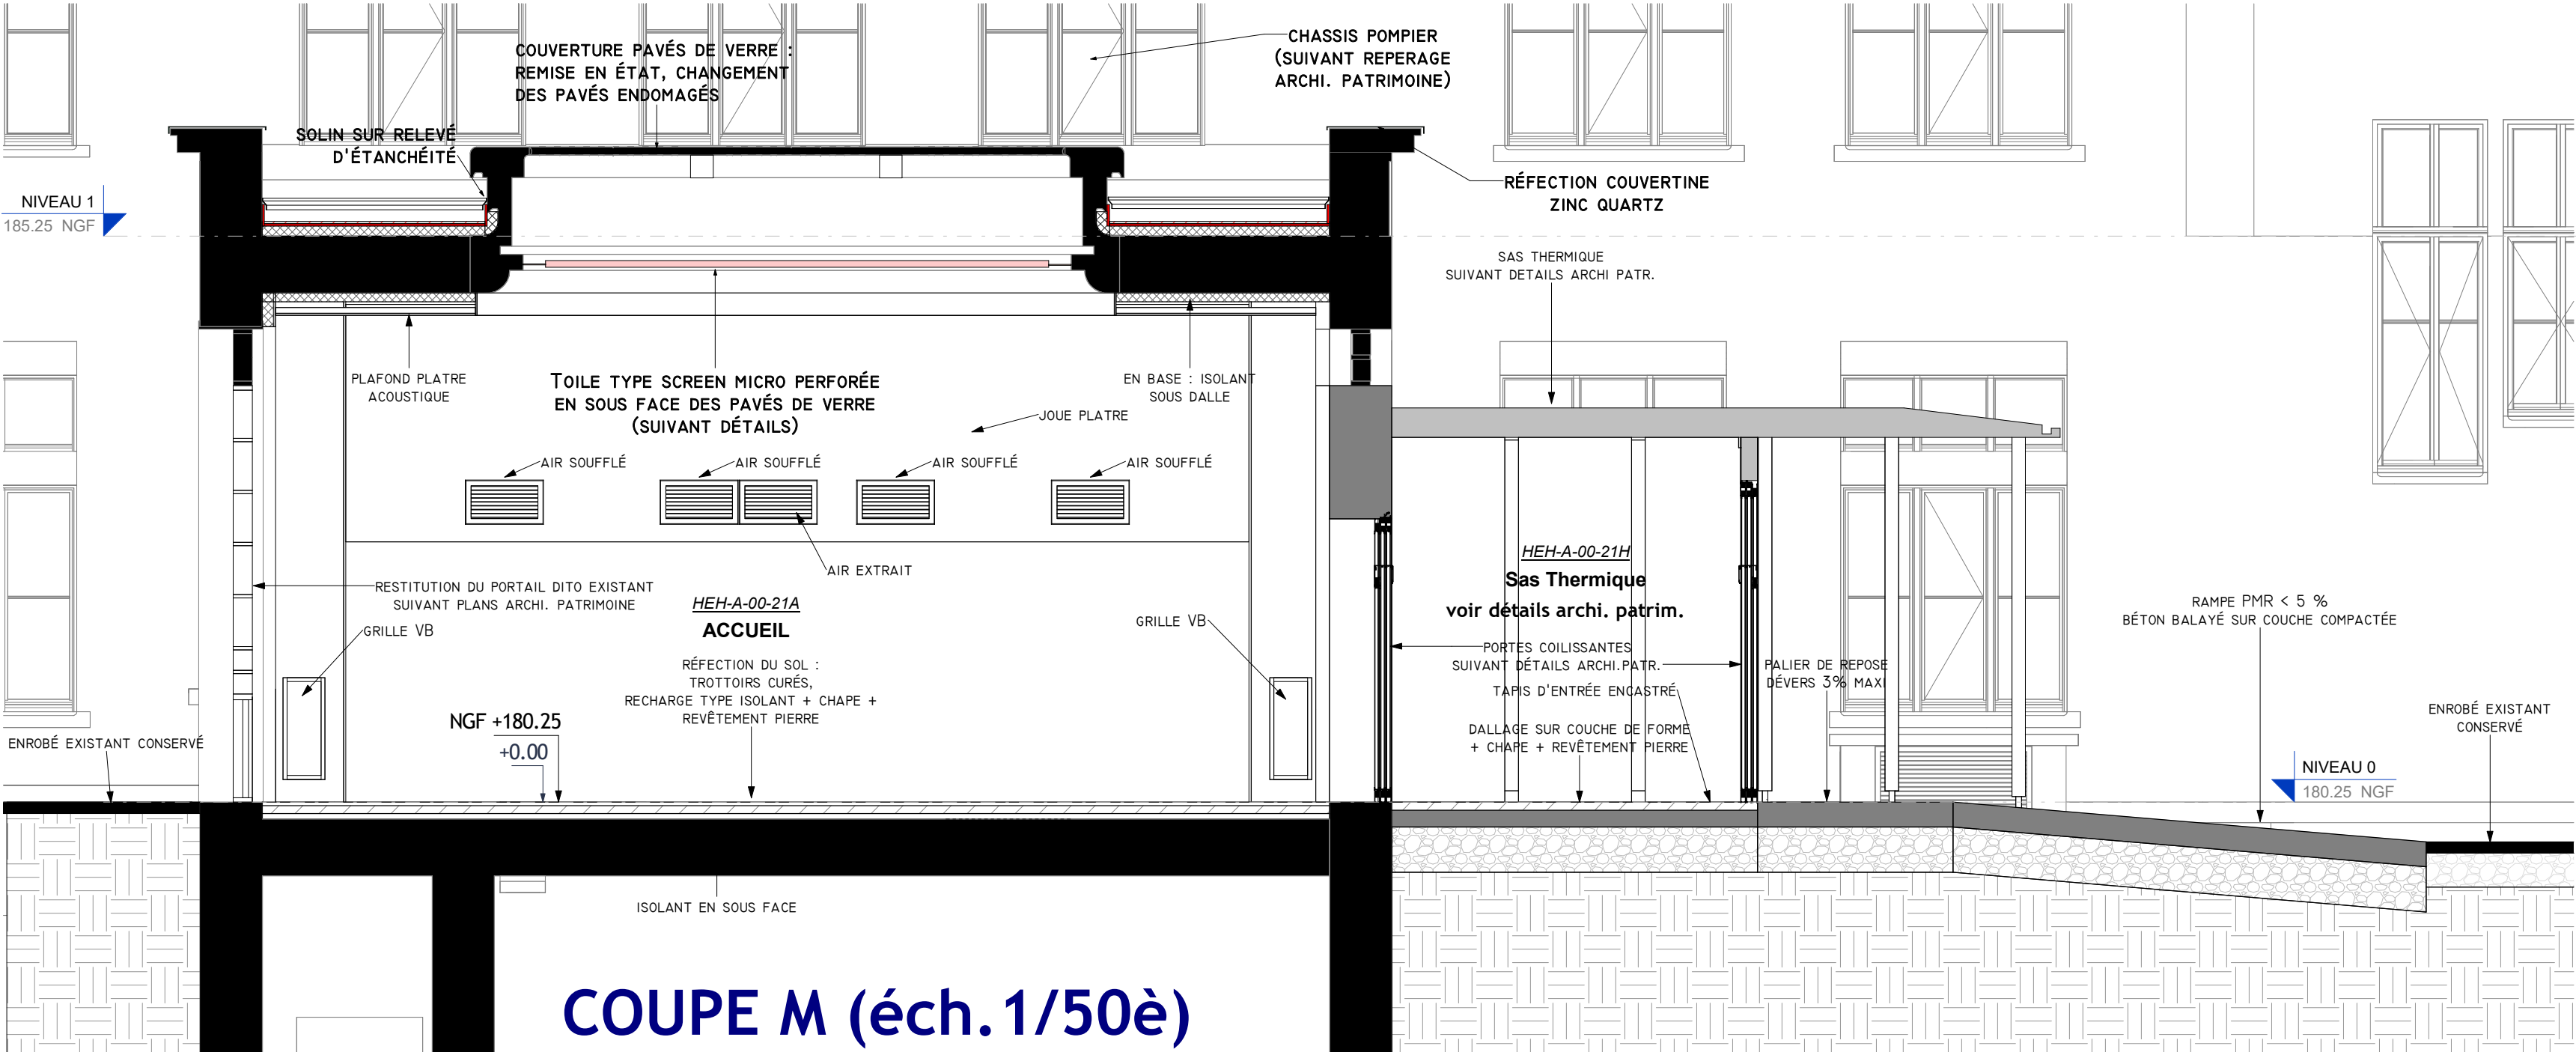 COUVERTURE PAVÉS DE VERRE :
REMISE EN ÉTAT, CHANGEMENT
DES PAVÉS ENDOMAGÉS
CHASSIS POMPIER
(SUIVANT REPERAGE
ARCHI. PATRIMOINE)
SOLIN SUR RELEVÉ
D'ÉTANCHÉITÉ
NIVEAU 1
185.25 NGF
RÉFECTION COUVERTINE
ZINC QUARTZ
SAS THERMIQUE
SUIVANT DETAILS ARCHI PATR.
PLAFOND PLATRE
ACOUSTIQUE
TOILE TYPE SCREEN MICRO PERFORÉE
EN SOUS FACE DES PAVÉS DE VERRE
(SUIVANT DÉTAILS)
EN BASE : ISOLANT
SOUS DALLE
JOUE PLATRE
AIR SOUFFLÉ
AIR SOUFFLÉ
AIR SOUFFLÉ
AIR SOUFFLÉ
AIR EXTRAIT
RESTITUTION DU PORTAIL DITO EXISTANT
SUIVANT PLANS ARCHI. PATRIMOINE
HEH-A-00-21A
ACCUEIL
GRILLE VB
GRILLE VB
HEH-A-00-21H
Sas Thermique
voir détails archi. patrim.
RÉFECTION DU SOL :
TROTTOIRS CURÉS,
RECHARGE TYPE ISOLANT + CHAPE +
REVÊTEMENT PIERRE
PORTES COILISSANTES
SUIVANT DÉTAILS ARCHI.PATR.
TAPIS D'ENTRÉE ENCASTRÉ
PALIER DE REPOSE
DÉVERS 3% MAXI
DALLAGE SUR COUCHE DE FORME
+ CHAPE + REVÊTEMENT PIERRE
RAMPE PMR < 5 %
BÉTON BALAYÉ SUR COUCHE COMPACTÉE
ENROBÉ EXISTANT
CONSERVÉ
NGF +180.25
+0.00
ENROBÉ EXISTANT CONSERVÉ
NIVEAU 0
180.25 NGF
ISOLANT EN SOUS FACE
COUPE M (éch.1/50è)